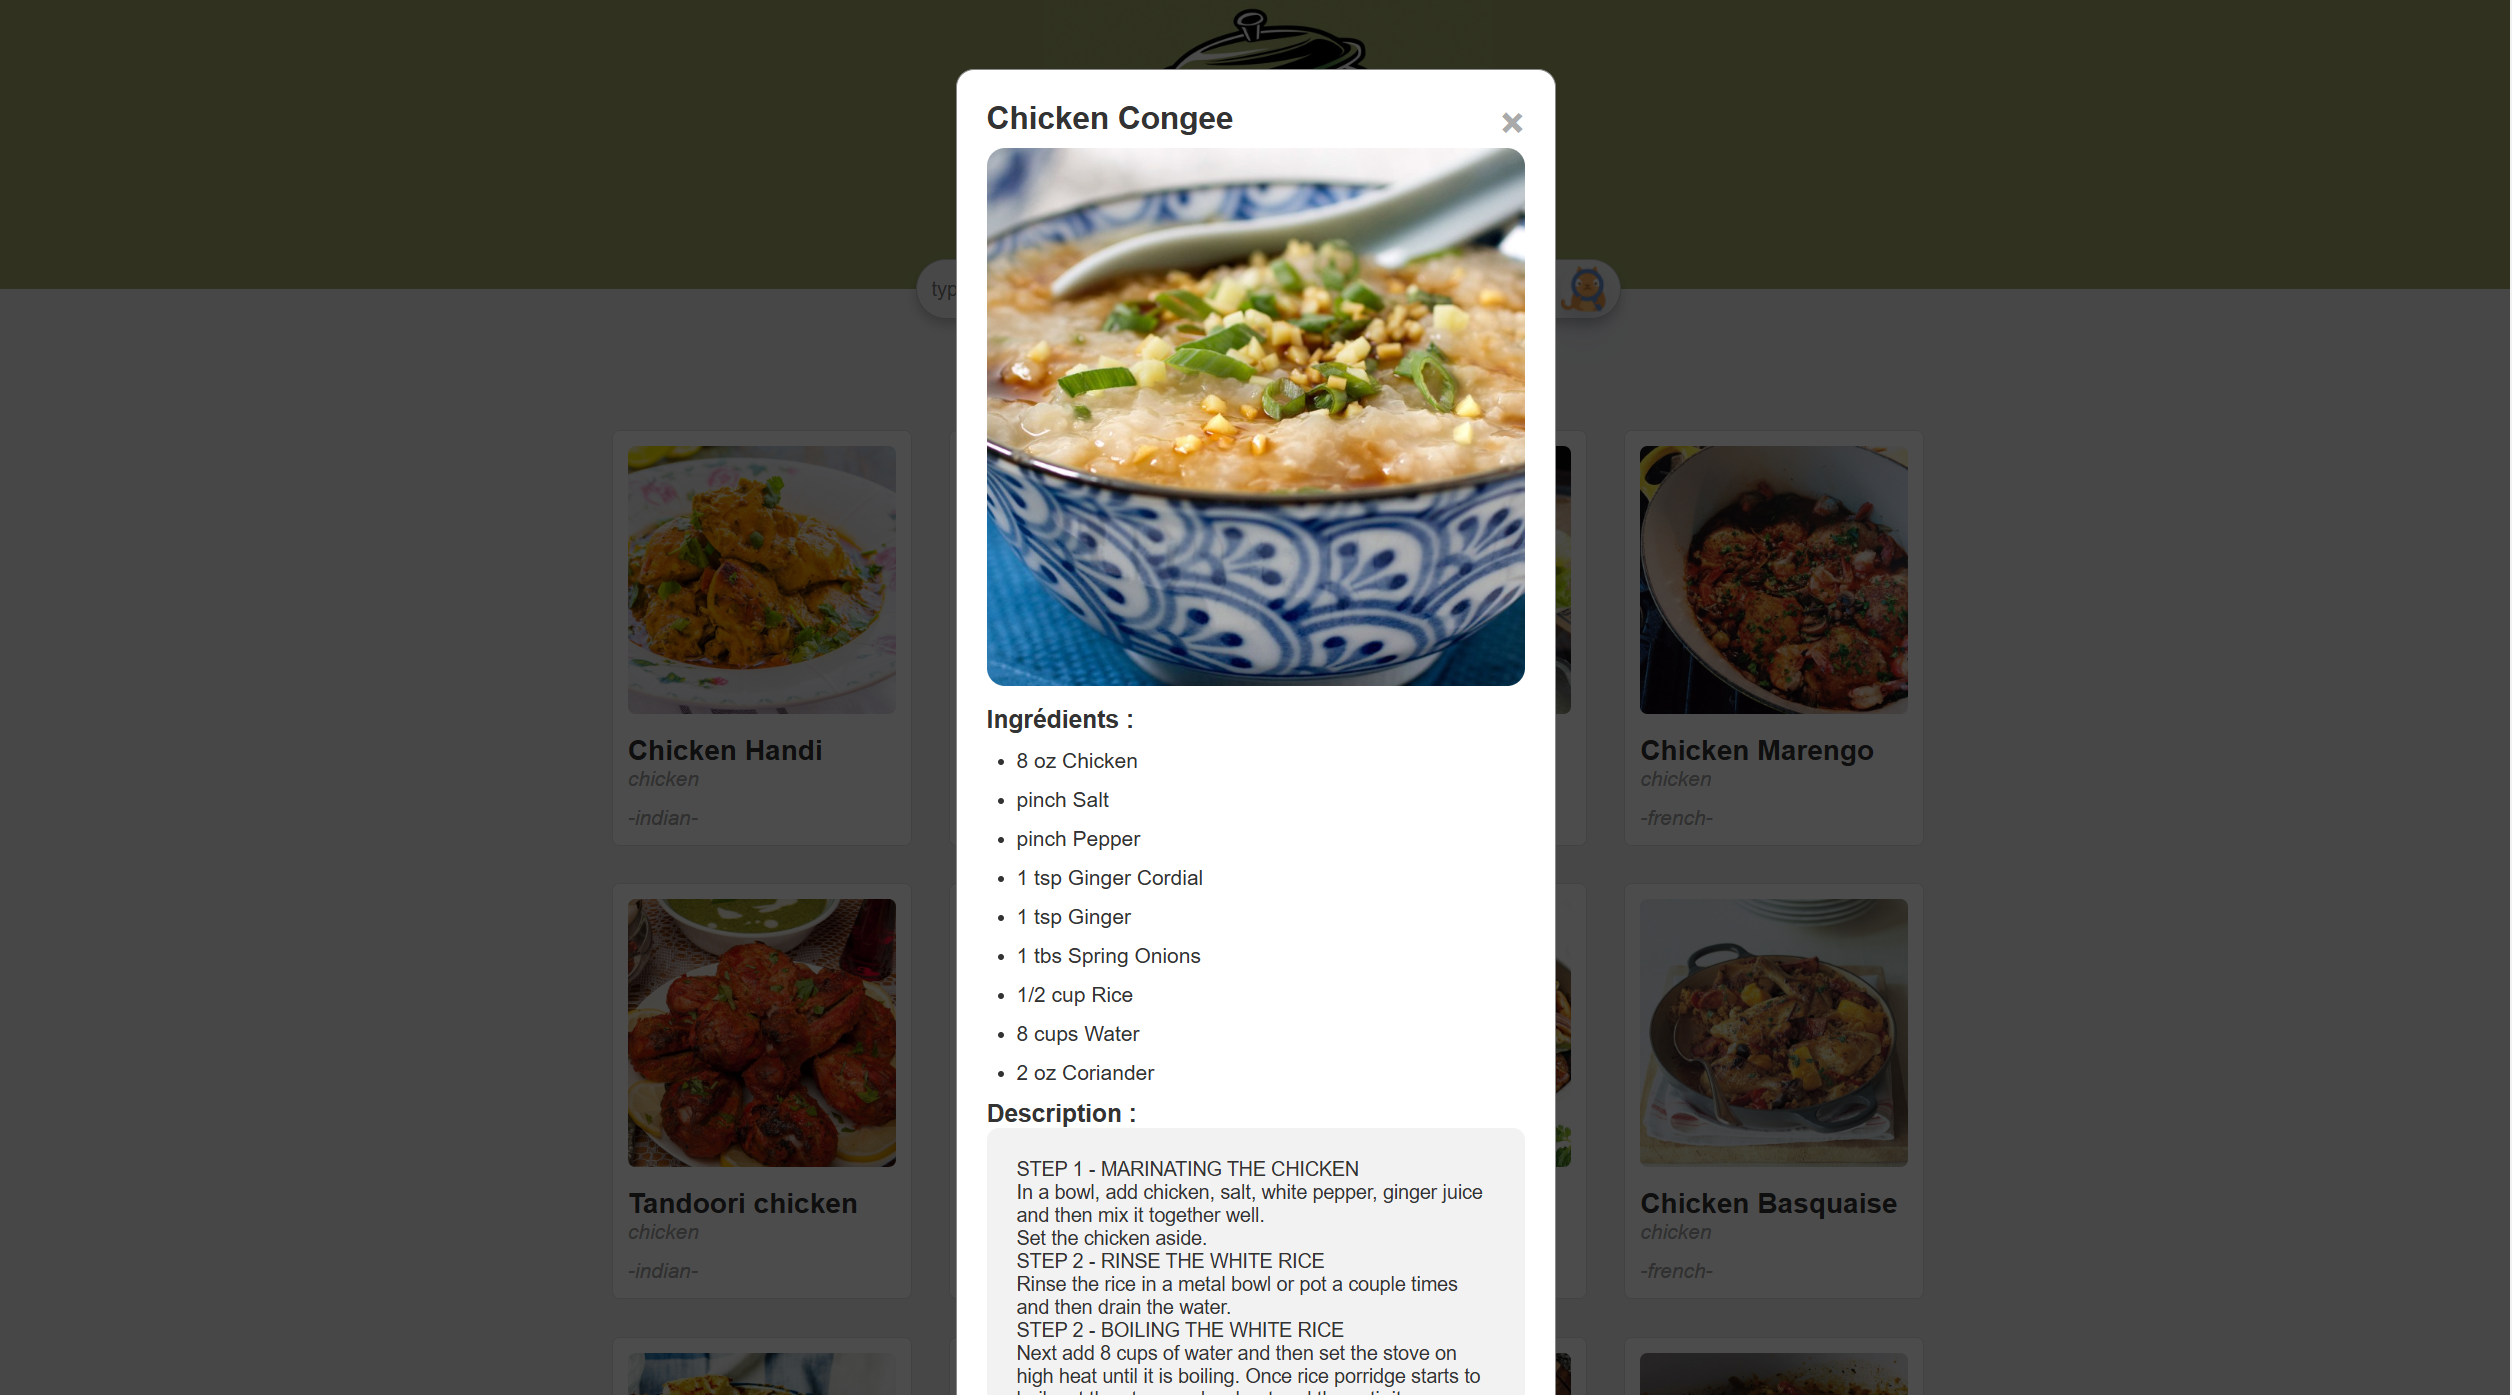 Chicken Congee
×
typ
Ingrédients :
8 oz Chicken
pinch Salt
pinch Pepper
1 tsp Ginger Cordial
1 tsp Ginger
1 tbs Spring Onions
1/2 cup Rice
8 cups Water
2 oz Coriander
Description :
STEP 1 - MARINATING THE CHICKEN
In a bowl, add chicken, salt, white pepper, ginger juice
and then mix it together well.
Set the chicken aside.
STEP 2 - RINSE THE WHITE RICE
Rinse the rice in a metal bowl or pot a couple times
and then drain the water.
STEP 2 - BOILING THE WHITE RICE
Next add 8 cups of water and then set the stove on
high heat until it is boiling. Once rice porridge starts to
Chicken Handi
chicken
-indian-
Chicken Marengo
chicken
-french-
Tandoori chicken
chicken
-indian-
Chicken Basquaise
chicken
-french-